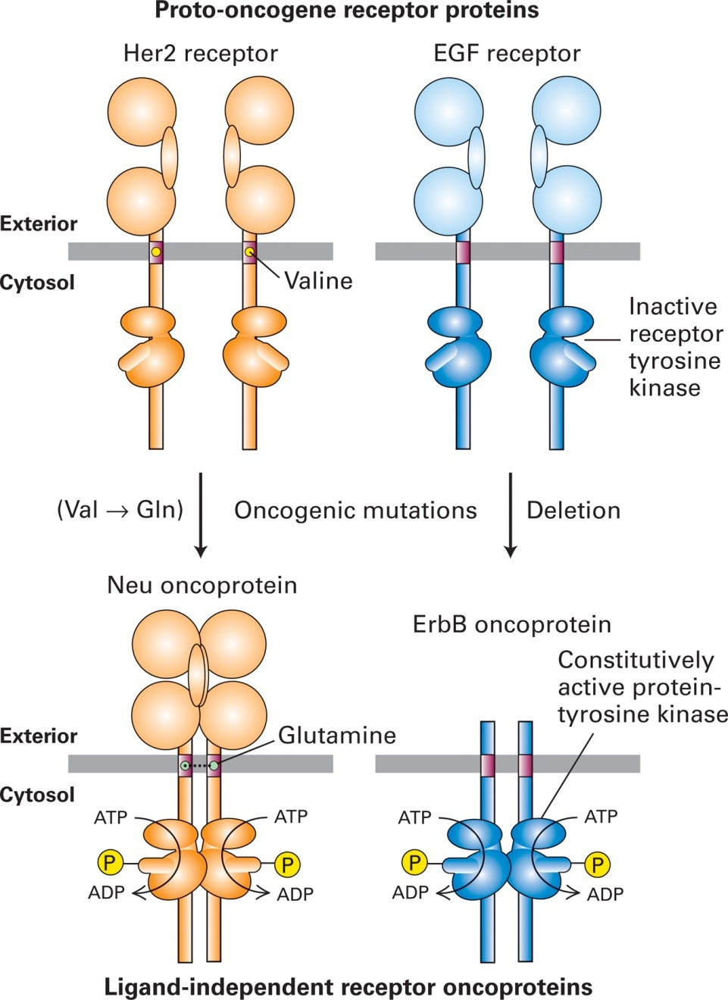 Proto-oncogene receptor proteins
Her2 receptor
EGF receptor
Exterior
Cytosol
Valine
Inactive
receptor
tyrosine
kinase
(Val → Gln)
Oncogenic mutations
Deletion
Neu oncoprotein
ErbB oncoprotein
Constitutively
active protein-
tyrosine kinase
Exterior
Glutamine
Cytosol
ATP
ATP
ATP
ATP
P
P
P
P
ADP
ADP
ADP
ADP
Ligand-independent receptor oncoproteins